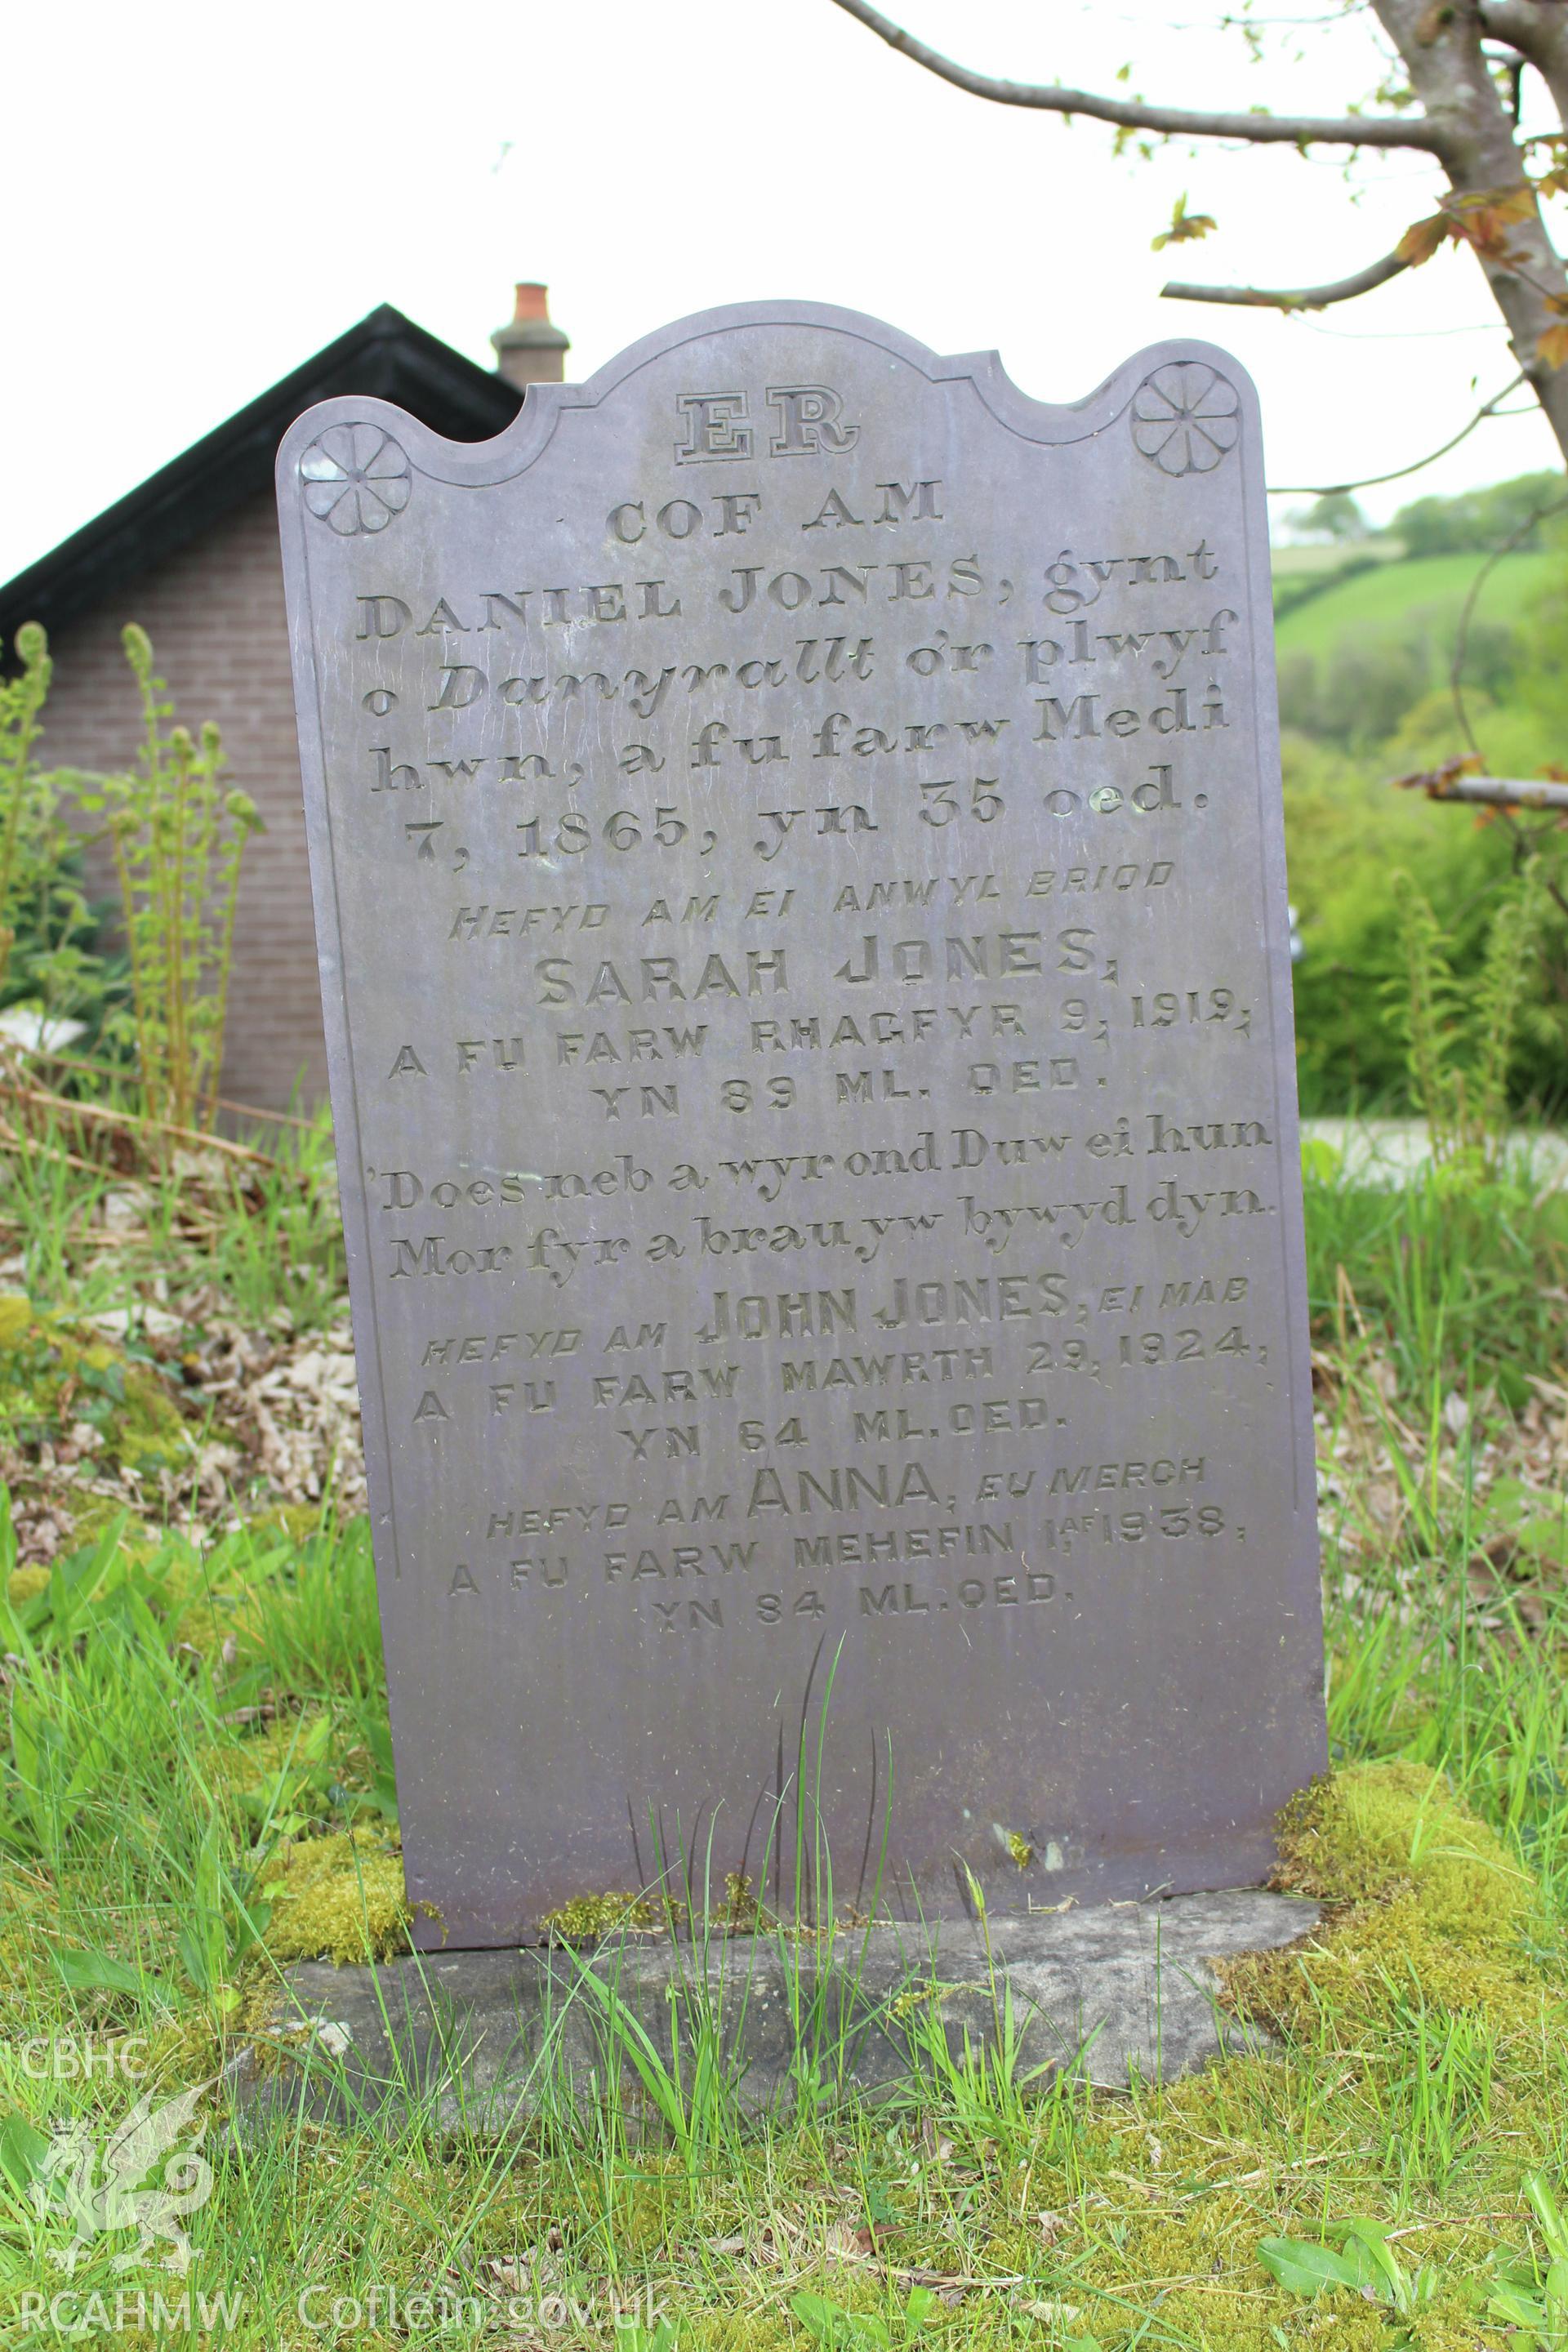 ER
COF AM
DANIEL JONES, gynt
o Danyrallt o'r plwyf
hwn, a fu farw Medi
7, 1865, yn 35 oed.
HEFYD AM EI ANWYL BRIOD
SARAH JONES,
A FU FARW RHAGFYR 9, 1919,
YN 89 ML. OED.
'Does neb a wyr ond Duw ei hun
Mor fyr a brau yw bywyd dyn.
HEFYD AM JOHN JONES, EI MAB
A FU FARW MAWRTH 29, 1924,
YN 64 ML. OED.
HEFYD AM ANNA, EU MERCH
A FU FARW MEHEFIN 1,AF 1938,
YN 84 ML. OED.
CBHC
RCAHMW Coflein.gov.uk